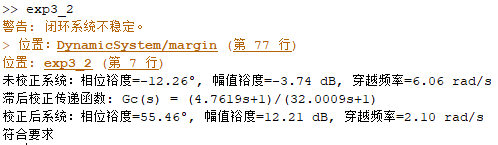 >> exp3_2
警告: 闭环系统不稳定。
> 位置：DynamicSystem/margin (第 77 行)
位置: exp3_2 (第 7 行)
未校正系统: 相位裕度=-12.26°, 幅值裕度=-3.74 dB, 穿越频率=6.06 rad/s
滞后校正传递函数: Gc(s) = (4.7619s+1)/(32.0009s+1)
校正后系统: 相位裕度=55.46°, 幅值裕度=12.21 dB, 穿越频率=2.10 rad/s
符合要求